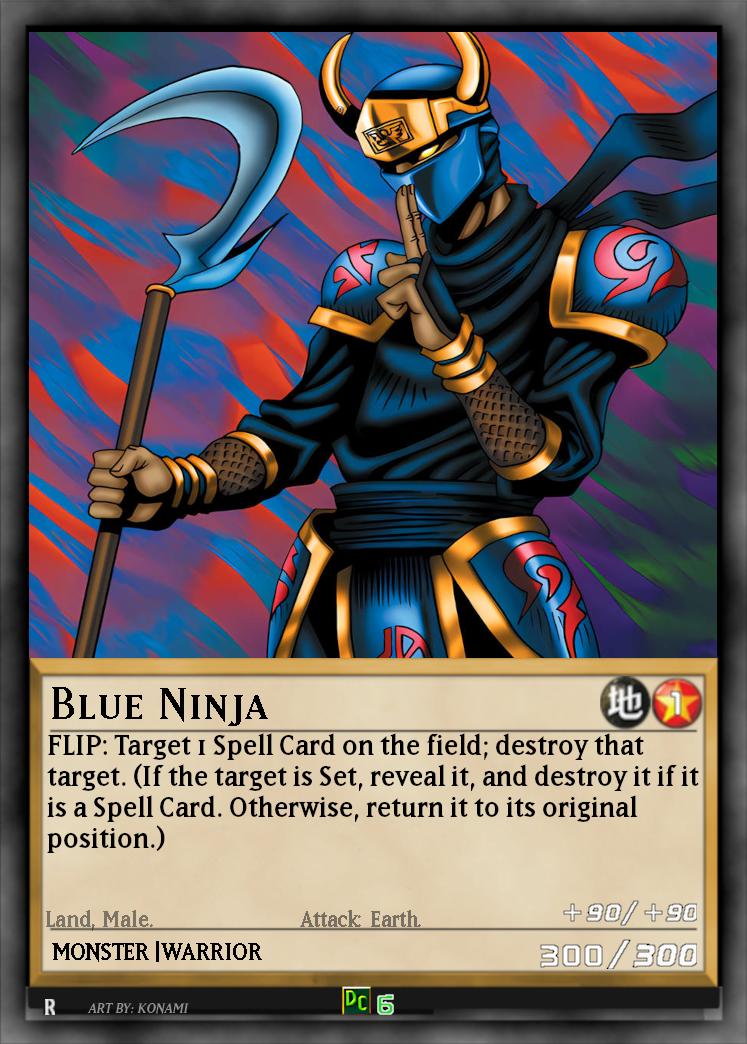 Blue Ninja
地 1
FLIP: Target 1 Spell Card on the field; destroy that
target. (If the target is Set, reveal it, and destroy it if it
is a Spell Card. Otherwise, return it to its original
position.)
Land, Male. Attack: Earth. +90/+90
MONSTER |WARRIOR 300/300
R ART BY: KONAMI PC 6